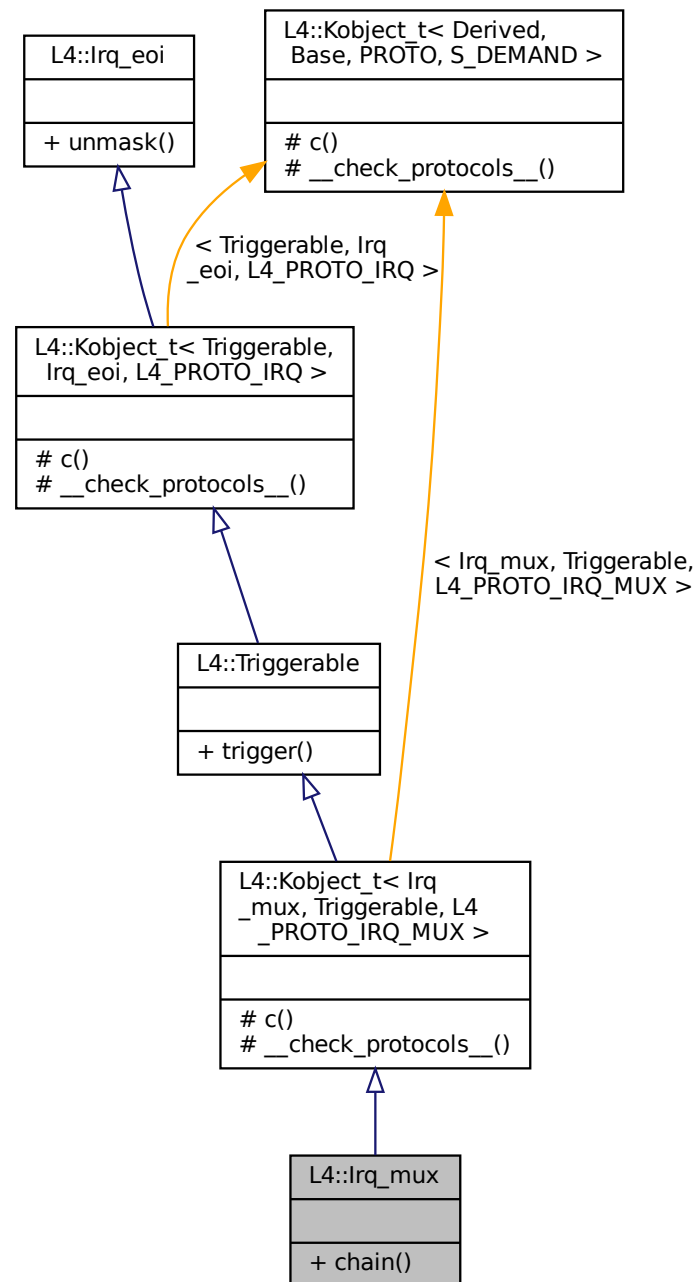 L4::Irq_eoi
+ unmask()
L4::Kobject_t< Derived,
Base, PROTO, S_DEMAND >
# c()
# __check_protocols__()
< Triggerable, Irq
_eoi, L4_PROTO_IRQ >
L4::Kobject_t< Triggerable,
Irq_eoi, L4_PROTO_IRQ >
# c()
# __check_protocols__()
< Irq_mux, Triggerable,
L4_PROTO_IRQ_MUX >
L4::Triggerable
+ trigger()
L4::Kobject_t< Irq
_mux, Triggerable, L4
_PROTO_IRQ_MUX >
# c()
# __check_protocols__()
L4::Irq_mux
+ chain()